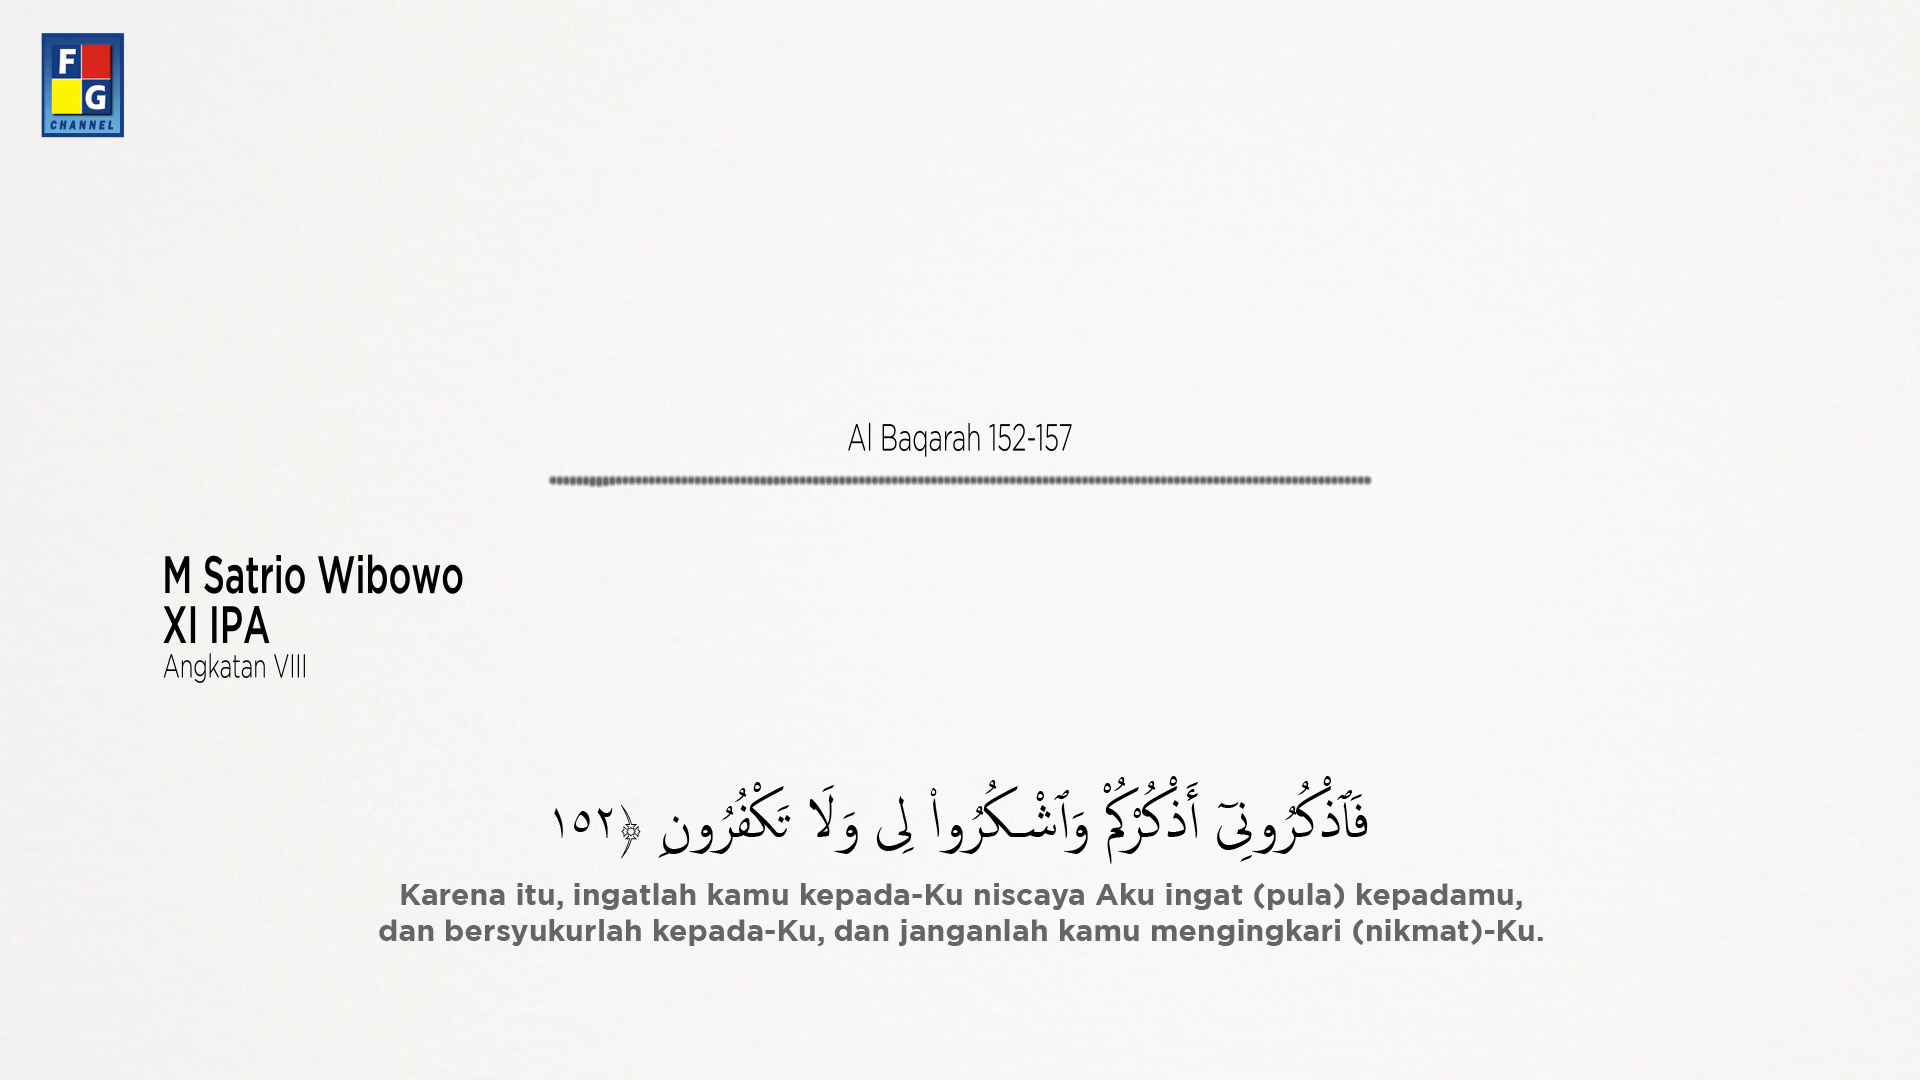 F
G
CHANNEL
Al Baqarah 152-157
M Satrio Wibowo
XI IPA
Angkatan VIII
فَٱذْكُرُونِىٓ أَذْكُرْكُمْ وَٱشْكُرُوا۟ لِى وَلَا تَكْفُرُونِ ﴿١٥٢
Karena itu, ingatlah kamu kepada-Ku niscaya Aku ingat (pula) kepadamu,
dan bersyukurlah kepada-Ku, dan janganlah kamu mengingkari (nikmat)-Ku.